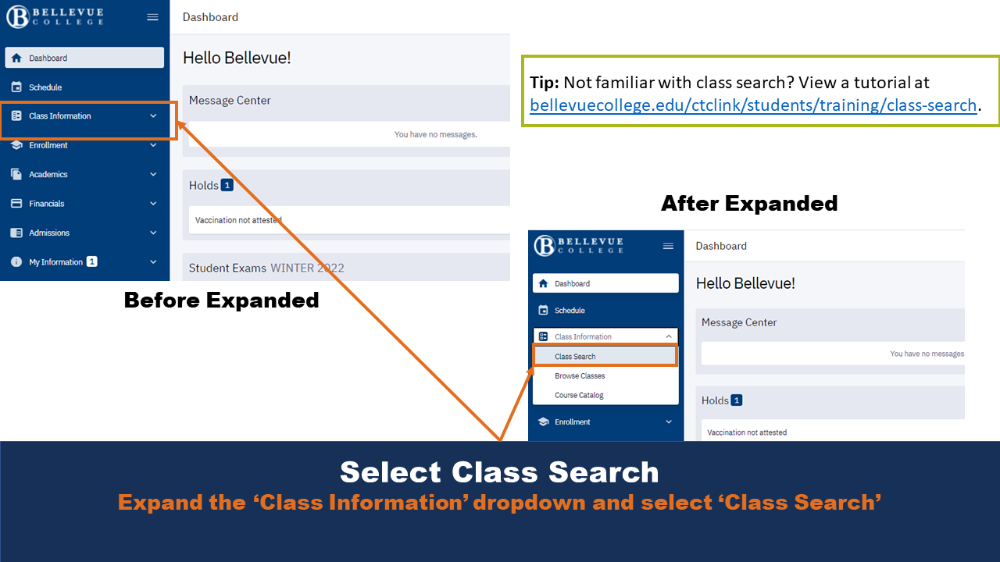 BELLEVUE
COLLEGE
Dashboard
Dashboard
Schedule
Class Information
Enrollment
Academics
Financials
Admissions
My Information 1
Hello Bellevue!
Message Center
You have no messages.
Holds 1
Vaccination not attested
Student Exams WINTER 2022
Before Expanded
Tip: Not familiar with class search? View a tutorial at
bellevuecollege.edu/ctclink/students/training/class-search.
After Expanded
BELLEVUE
COLLEGE
Dashboard
Dashboard
Schedule
Class Information
Class Search
Browse Classes
Course Catalog
Enrollment
Hello Bellevue!
Message Center
You have no messages
Holds 1
Vaccination not attested
Select Class Search
Expand the ‘Class Information’ dropdown and select ‘Class Search’